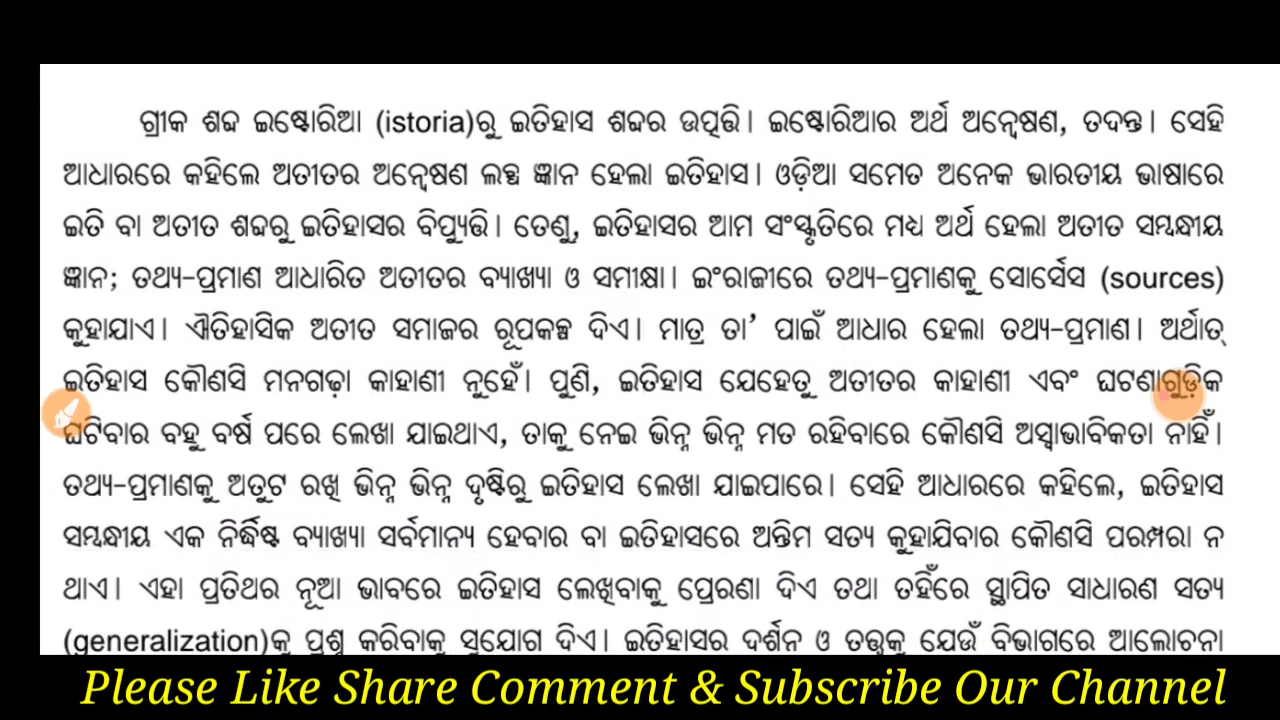 ଗ୍ରୀକ ଶବ୍ଦ ଇଷ୍ଟୋରିଆ (istoria)ରୁ ଇତିହାସ ଶବ୍ଦର ଉତ୍ପତ୍ତି। ଇଷ୍ଟୋରିଆର ଅର୍ଥ ଅନ୍ୱେଷଣ, ତଦନ୍ତ। ସେହି
ଆଧାରରେ କହିଲେ ଅତୀତର ଅନ୍ୱେଷଣ ଲବ୍ଧ ଜ୍ଞାନ ହେଲା ଇତିହାସ। ଓଡ଼ିଆ ସମେତ ଅନେକ ଭାରତୀୟ ଭାଷାରେ
ଇତି ବା ଅତୀତ ଶବ୍ଦରୁ ଇତିହାସର ବିପ୍ୟୁତ୍ତି। ତେଣୁ, ଇତିହାସର ଆମ ସଂସ୍କୃତିରେ ମଧ୍ୟ ଅର୍ଥ ହେଲା ଅତୀତ ସମ୍ବନ୍ଧୀୟ
ଜ୍ଞାନ; ତଥ୍ୟ-ପ୍ରମାଣ ଆଧାରିତ ଅତୀତର ବ୍ୟାଖ୍ୟା ଓ ସମୀକ୍ଷା। ଇଂରାଜୀରେ ତଥ୍ୟ-ପ୍ରମାଣକୁ ସୋର୍ସେସ (sources)
କୁହାଯାଏ। ଐତିହାସିକ ଅତୀତ ସମାଜର ରୂପକଳ୍ପ ଦିଏ। ମାତ୍ର ତା’ ପାଇଁ ଆଧାର ହେଲା ତଥ୍ୟ-ପ୍ରମାଣ। ଅର୍ଥାତ୍
ଇତିହାସ କୌଣସି ମନଗଢ଼ା କାହାଣୀ ନୁହେଁ। ପୁଣି, ଇତିହାସ ଯେହେତୁ ଅତୀତର କାହାଣୀ ଏବଂ ଘଟଣାଗୁଡ଼ିକ
ଘଟିବାର ବହୁ ବର୍ଷ ପରେ ଲେଖା ଯାଇଥାଏ, ତାକୁ ନେଇ ଭିନ୍ନ ଭିନ୍ନ ମତ ରହିବାରେ କୌଣସି ଅସ୍ୱାଭାବିକତା ନାହିଁ।
ତଥ୍ୟ-ପ୍ରମାଣକୁ ଅତୁଟ ରଖି ଭିନ୍ନ ଭିନ୍ନ ଦୃଷ୍ଟିରୁ ଇତିହାସ ଲେଖା ଯାଇପାରେ। ସେହି ଆଧାରରେ କହିଲେ, ଇତିହାସ
ସମ୍ବନ୍ଧୀୟ ଏକ ନିର୍ଦ୍ଧିଷ୍ଟ ବ୍ୟାଖ୍ୟା ସର୍ବମାନ୍ୟ ହେବାର ବା ଇତିହାସରେ ଅନ୍ତିମ ସତ୍ୟ କୁହାଯିବାର କୌଣସି ପରମ୍ପରା ନ
ଥାଏ। ଏହା ପ୍ରତିଥର ନୂଆ ଭାବରେ ଇତିହାସ ଲେଖିବାକୁ ପ୍ରେରଣା ଦିଏ ତଥା ତହିଁରେ ସ୍ଥାପିତ ସାଧାରଣ ସତ୍ୟ
(generalization)କୁ ପ୍ରଶ୍ନ କରିବାକୁ ସୁଯୋଗ ଦିଏ। ଇତିହାସର ଦର୍ଶନ ଓ ତତ୍ତ୍ୱକୁ ଯେଉଁ ବିଭାଗରେ ଆଲୋଚନା
Please Like Share Comment & Subscribe Our Channel